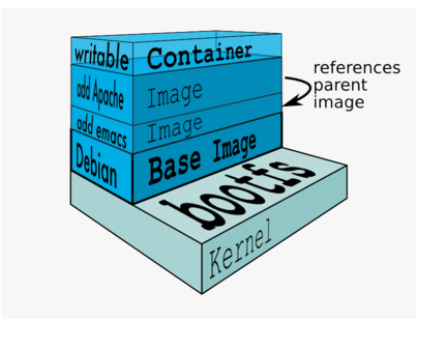 writable Container
add Apache Image
add emacs Image
Debian Base Image
references
parent
image
bootfs
Kernel